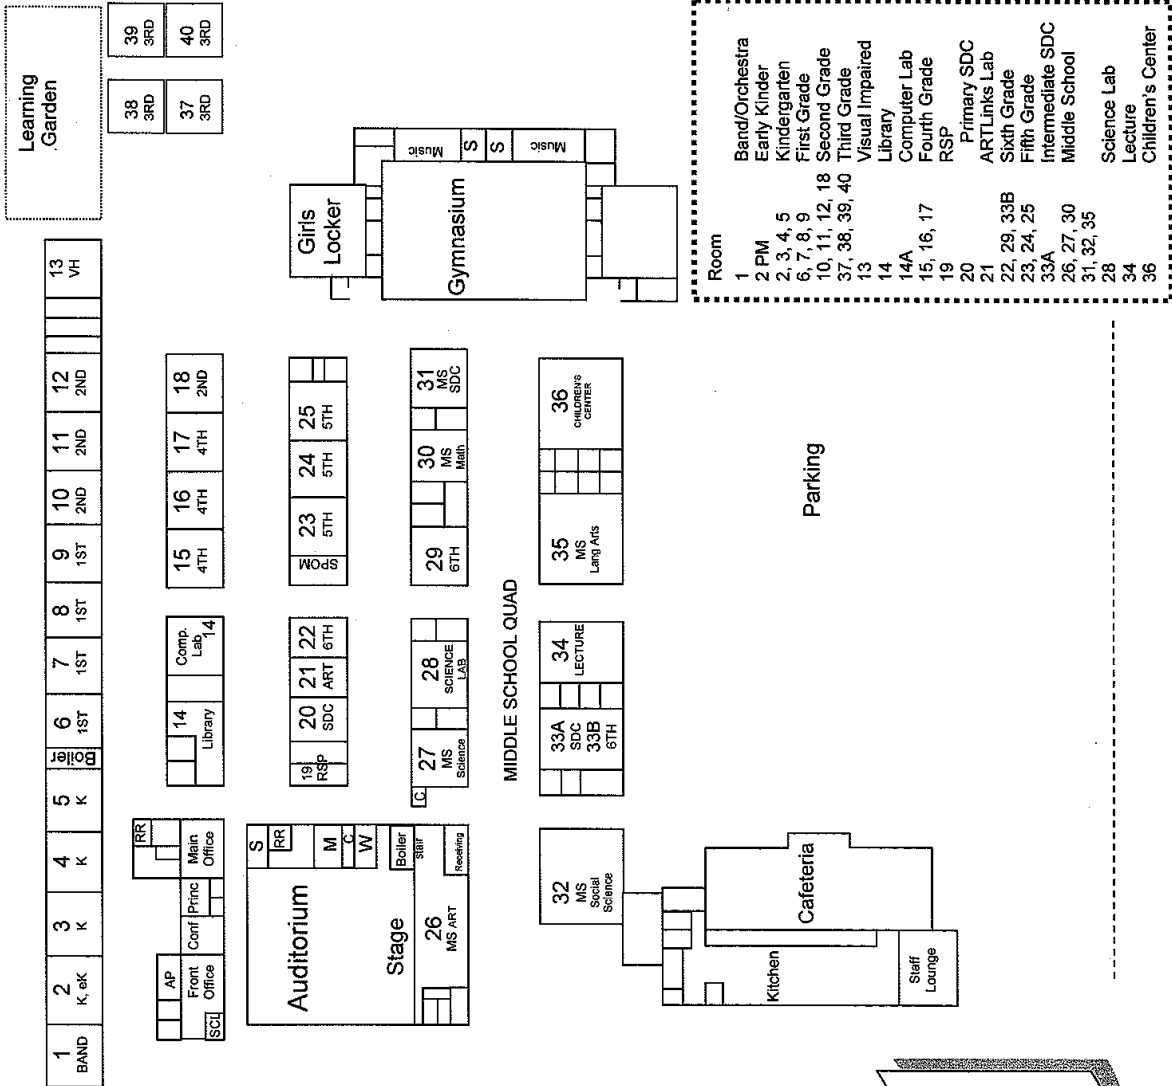 Learning
Garden
39
3RD
40
3RD
38
3RD
37
3RD
1
BAND
2
K, eK
3
K
4
K
5
K
Boiler
6
1ST
7
1ST
8
1ST
9
1ST
10
2ND
11
2ND
12
2ND
13
VH
AP
Front
Office
SCL
Conf
Princ
RR
Main
Office
14
Library
Comp.
Lab
14
15
4TH
16
4TH
17
4TH
18
2ND
Girls
Locker
Gymnasium
Music
S
S
Music
Auditorium
Stage
S
RR
M
C
W
Boiler
stair
26
MS ART
Receiving
19
RSP
20
SDC
21
ART
22
6TH
SPOM
23
5TH
24
5TH
25
5TH
C
27
MS
Science
28
SCIENCE
LAB
29
6TH
30
MS
Math
31
MS
SDC
MIDDLE SCHOOL QUAD
32
MS
Social
Science
33A
SDC
33B
6TH
34
LECTURE
35
MS
Lang Arts
36
CHILDREN'S
CENTER
Kitchen
Cafeteria
Staff
Lounge
Parking
Room
1 Band/Orchestra
2 PM Early Kinder
2, 3, 4, 5 Kindergarten
6, 7, 8, 9 First Grade
10, 11, 12, 18 Second Grade
37, 38, 39, 40 Third Grade
13 Visual Impaired
14 Library
14A Computer Lab
15, 16, 17 Fourth Grade
19 RSP
20 Primary SDC
21 ARTLinks Lab
22, 29, 33B Sixth Grade
23, 24, 25 Fifth Grade
33A Intermediate SDC
26, 27, 30 Middle School
31, 32, 35
28 Science Lab
34 Lecture
36 Children's Center